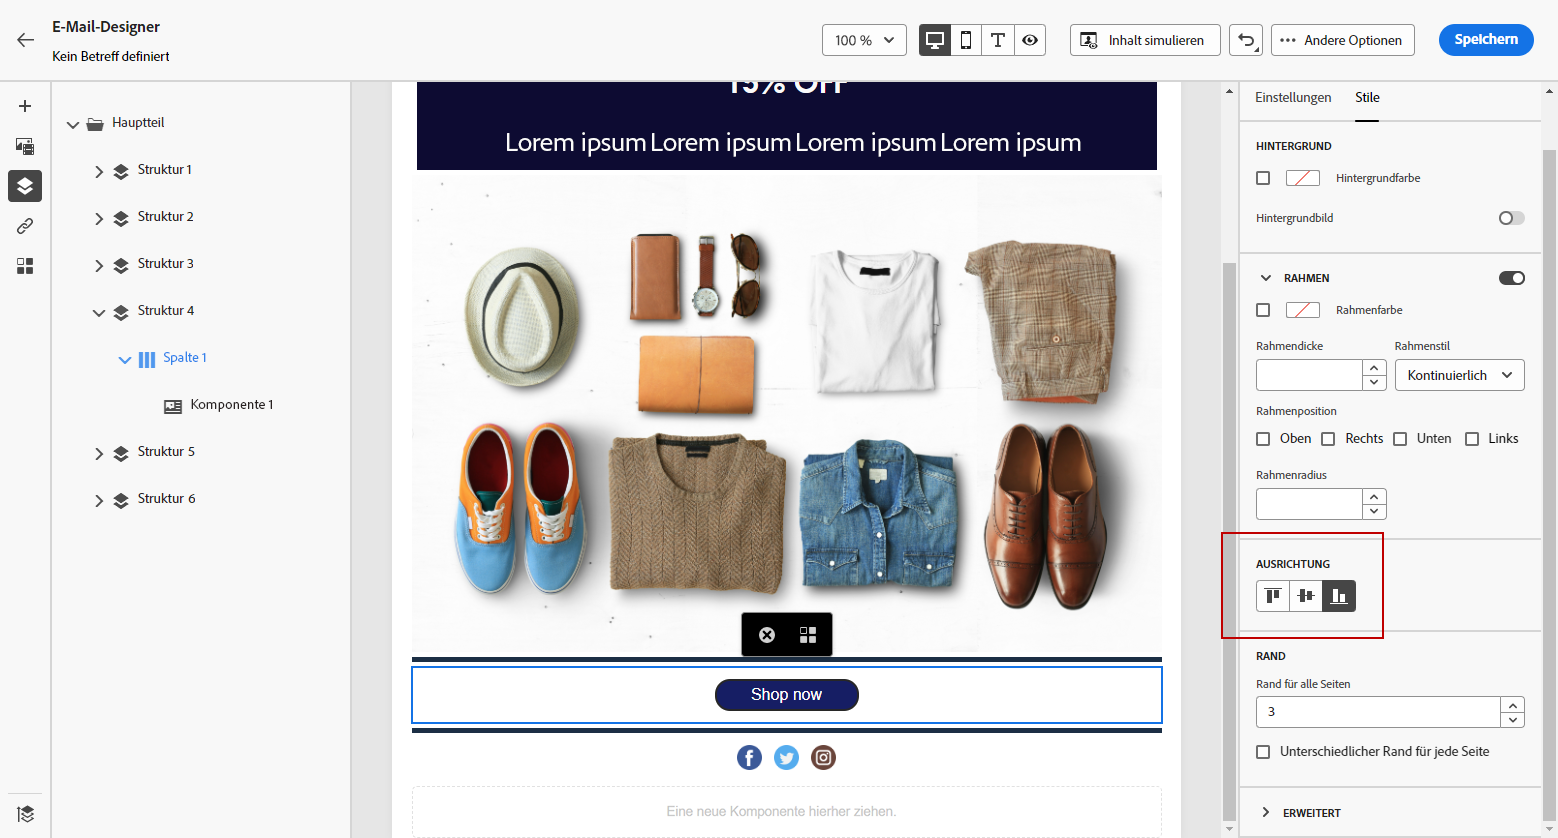 E-Mail-Designer
Kein Betreff definiert
100 %
Inhalt simulieren
Andere Optionen
Speichern
Hauptteil
Struktur 1
Struktur 2
Struktur 3
Struktur 4
Spalte 1
Komponente 1
Struktur 5
Struktur 6
15% OFF
Lorem ipsum Lorem ipsum Lorem ipsum Lorem ipsum
Shop now
Eine neue Komponente hierher ziehen.
Einstellungen Stile
HINTERGRUND
Hintergrundfarbe
Hintergrundbild
RAHMEN
Rahmenfarbe
Rahmendicke Rahmenstil
Kontinuierlich
Rahmenposition
Oben Rechts Unten Links
Rahmenradius
AUSRICHTUNG
RAND
Rand für alle Seiten
3
Unterschiedlicher Rand für jede Seite
ERWEITERT